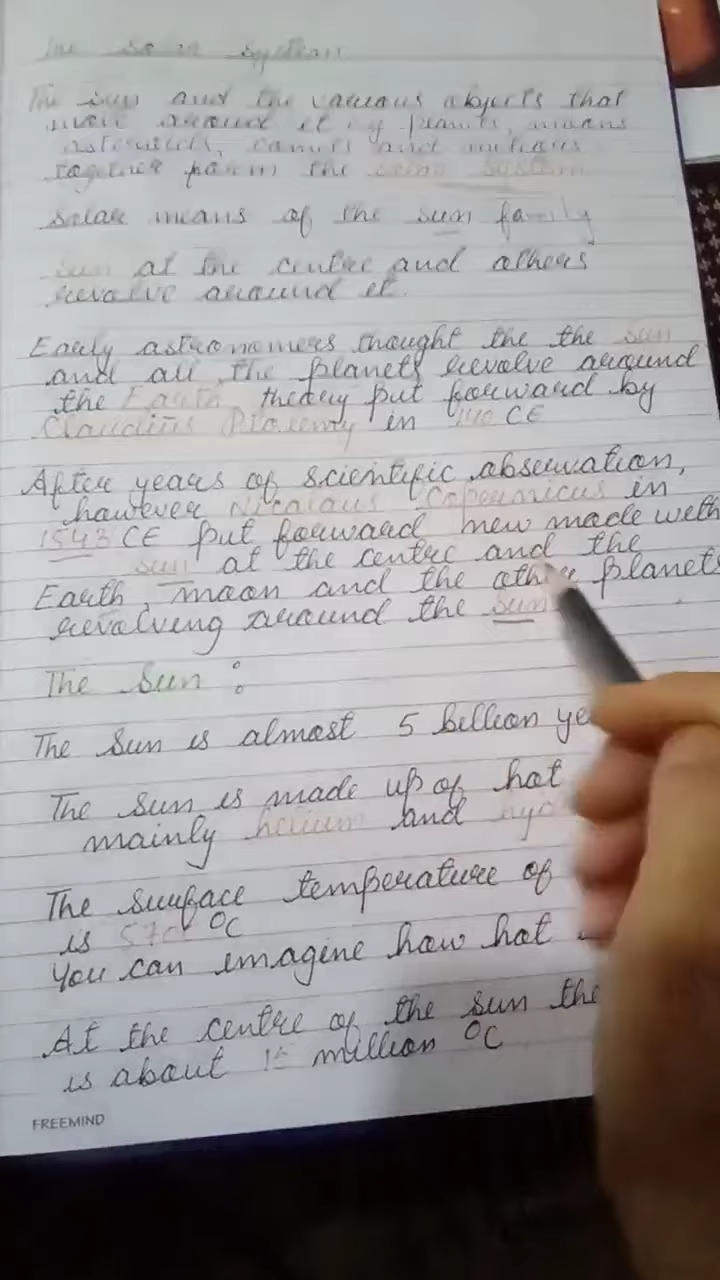 The solar system
The sun and the various objects that
move around it eg planets, moons
asteroids, comets and meteors
together form the solar system
Solar means of the sun family
Sun at the centre and others
revolve around it.
Early astronomers thought the the sun
and all the planets revolve around
the Earth theory put forward by
Claudius Ptolemy in 140 CE
After years of scientific observation,
however Nicolaus Copernicus in
1543 CE put forward new made with
sun at the centre and the
Earth, moon and the other planets
revolving around the sun
The Sun :
The Sun is almost 5 billion
The Sun is made up of hot
mainly helium and
The surface temperature of
is °C
You can imagine how hot
At the centre of the sun the
is about million °C
FREEMIND